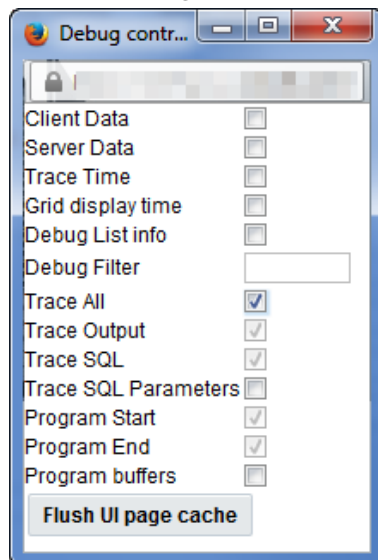 Debug contr...
Client Data
Server Data
Trace Time
Grid display time
Debug List info
Debug Filter
Trace All
Trace Output
Trace SQL
Trace SQL Parameters
Program Start
Program End
Program buffers
Flush UI page cache